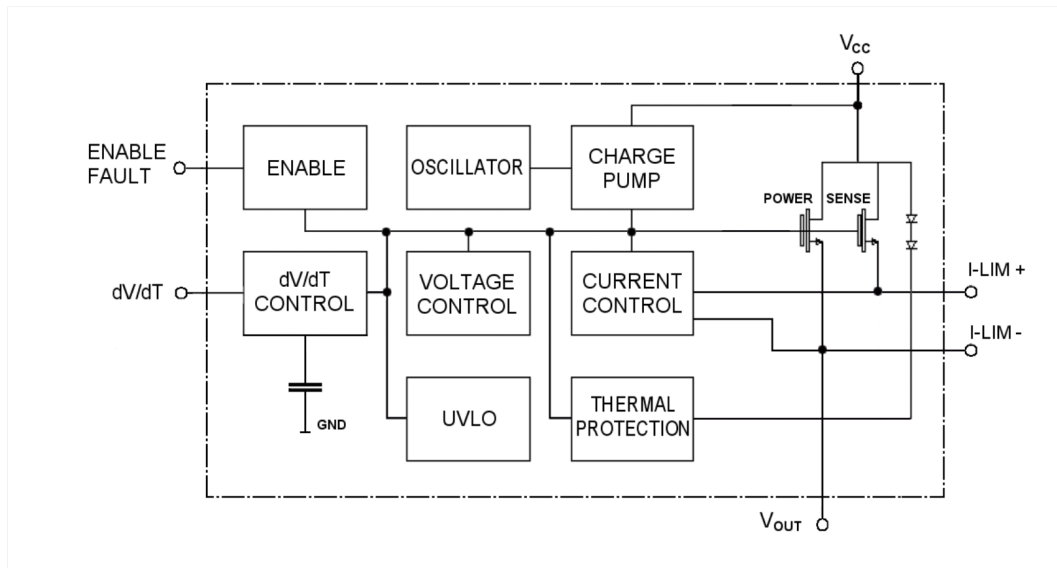 VCC
ENABLE
FAULT
ENABLE
OSCILLATOR
CHARGE
PUMP
POWER
SENSE
dV/dT
dV/dT
CONTROL
VOLTAGE
CONTROL
CURRENT
CONTROL
I-LIM +
I-LIM -
GND
UVLO
THERMAL
PROTECTION
VOUT